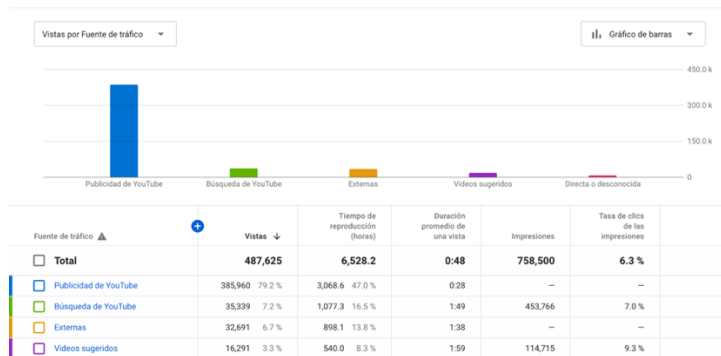 Vistas por Fuente de tráfico
Gráfico de barras
450.0 k
300.0 k
150.0 k
0
Publicidad de YouTube Búsqueda de YouTube Externas Videos sugeridos Directa o desconocida
Fuente de tráfico Vistas Tiempo de reproducción (horas) Duración promedio de una vista Impresiones Tasa de clics de las impresiones
Total 487,625 6,528.2 0:48 758,500 6.3 %
Publicidad de YouTube 385,960 79.2 % 3,068.6 47.0 % 0:28 – –
Búsqueda de YouTube 35,339 7.2 % 1,077.3 16.5 % 1:49 453,766 7.0 %
Externas 32,691 6.7 % 898.1 13.8 % 1:38 – –
Videos sugeridos 16,291 3.3 % 540.0 8.3 % 1:59 114,715 9.3 %